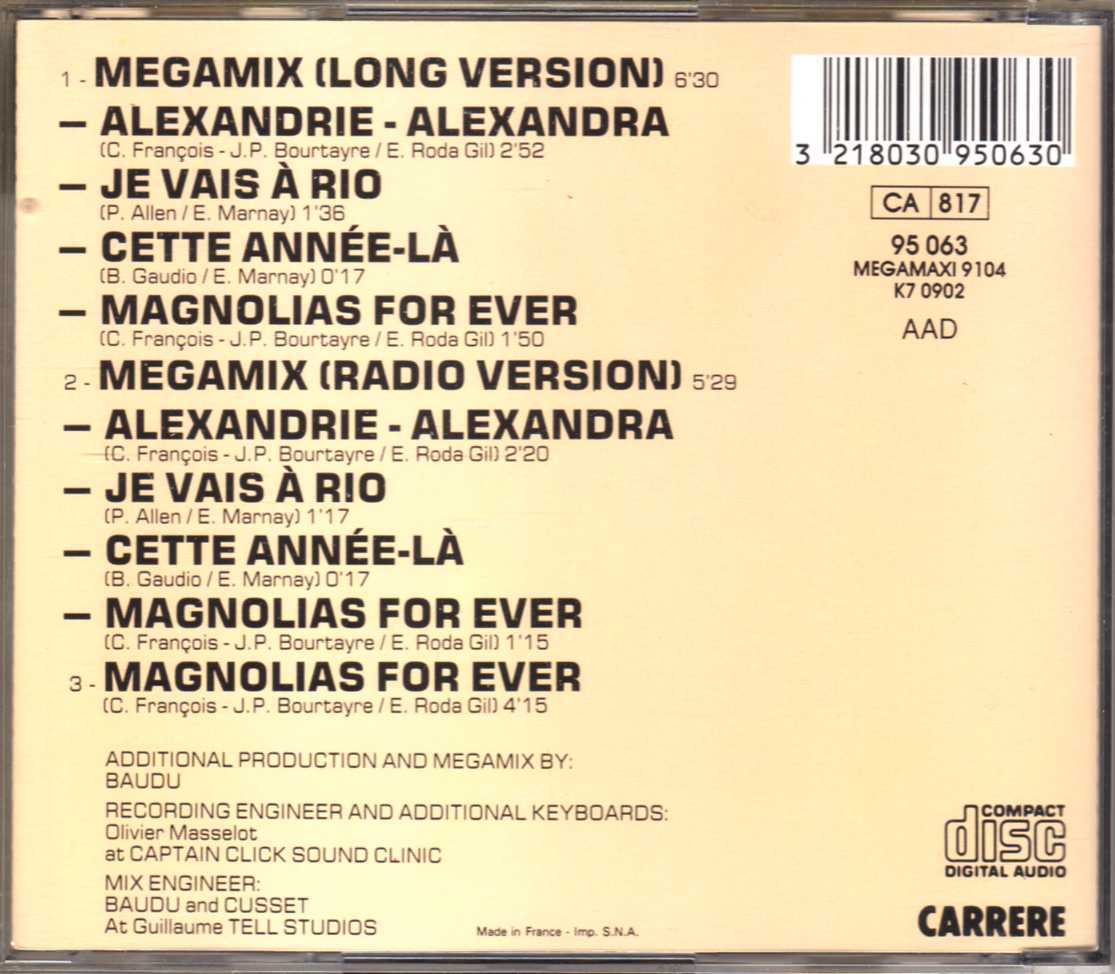 1 - MEGAMIX (LONG VERSION) 6'30
– ALEXANDRIE - ALEXANDRA
(C. François - J.P. Bourtayre / E. Roda Gil) 2'52
– JE VAIS À RIO
(P. Allen / E. Marnay) 1'36
– CETTE ANNÉE-LÀ
(B. Gaudio / E. Marnay) 0'17
– MAGNOLIAS FOR EVER
(C. François - J.P. Bourtayre / E. Roda Gil) 1'50
2 - MEGAMIX (RADIO VERSION) 5'29
– ALEXANDRIE - ALEXANDRA
(C. François - J.P. Bourtayre / E. Roda Gil) 2'20
– JE VAIS À RIO
(P. Allen / E. Marnay) 1'17
– CETTE ANNÉE-LÀ
(B. Gaudio / E. Marnay) 0'17
– MAGNOLIAS FOR EVER
(C. François - J.P. Bourtayre / E. Roda Gil) 1'15
3 - MAGNOLIAS FOR EVER
(C. François - J.P. Bourtayre / E. Roda Gil) 4'15
ADDITIONAL PRODUCTION AND MEGAMIX BY:
BAUDU
RECORDING ENGINEER AND ADDITIONAL KEYBOARDS:
Olivier Masselot
at CAPTAIN CLICK SOUND CLINIC
MIX ENGINEER:
BAUDU and CUSSET
At Guillaume TELL STUDIOS
Made in France - Imp. S.N.A.
3 218030 950630
CA 817
95 063
MEGAMAXI 9104
K7 0902
AAD
COMPACT
disc
DIGITAL AUDIO
CARRERE